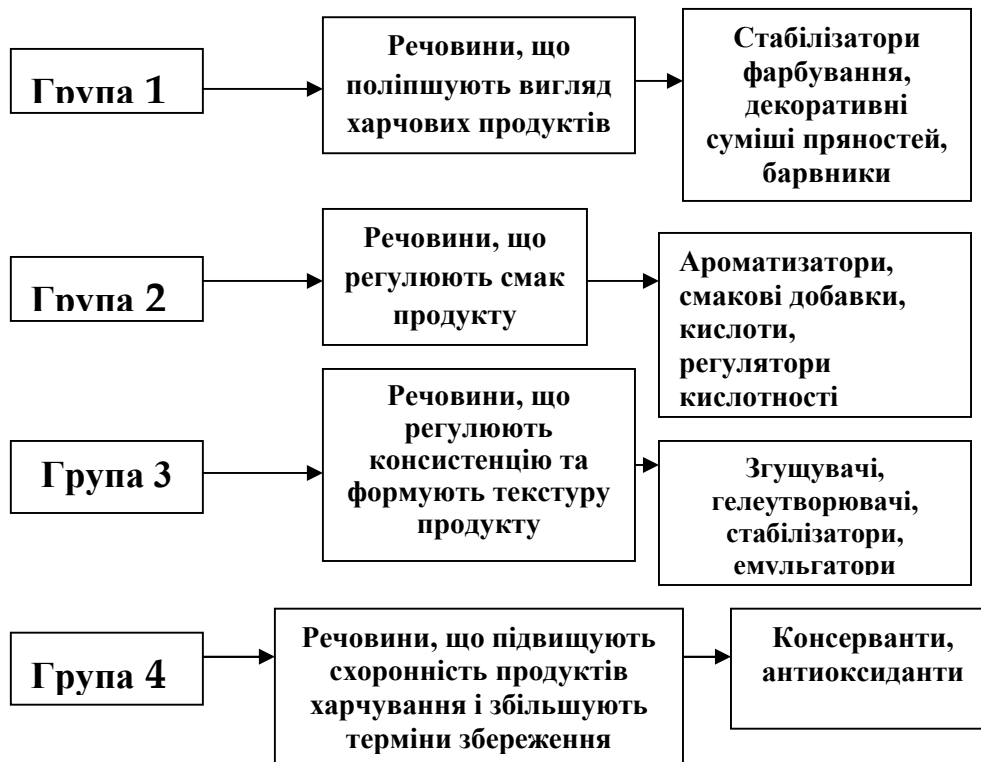 Група 1
Речовини, що
поліпшують вигляд
харчових продуктів
Стабілізатори
фарбування,
декоративні
суміші пряностей,
барвники
Група 2
Речовини, що
регулюють смак
продукту
Ароматизатори,
смакові добавки,
кислоти,
регулятори
кислотності
Група 3
Речовини, що
регулюють
консистенцію та
формують текстуру
продукту
Згущувачі,
гелеутворювачі,
стабілізатори,
емульгатори
Група 4
Речовини, що підвищують
схоронність продуктів
харчування і збільшують
терміни збереження
Консерванти,
антиоксиданти